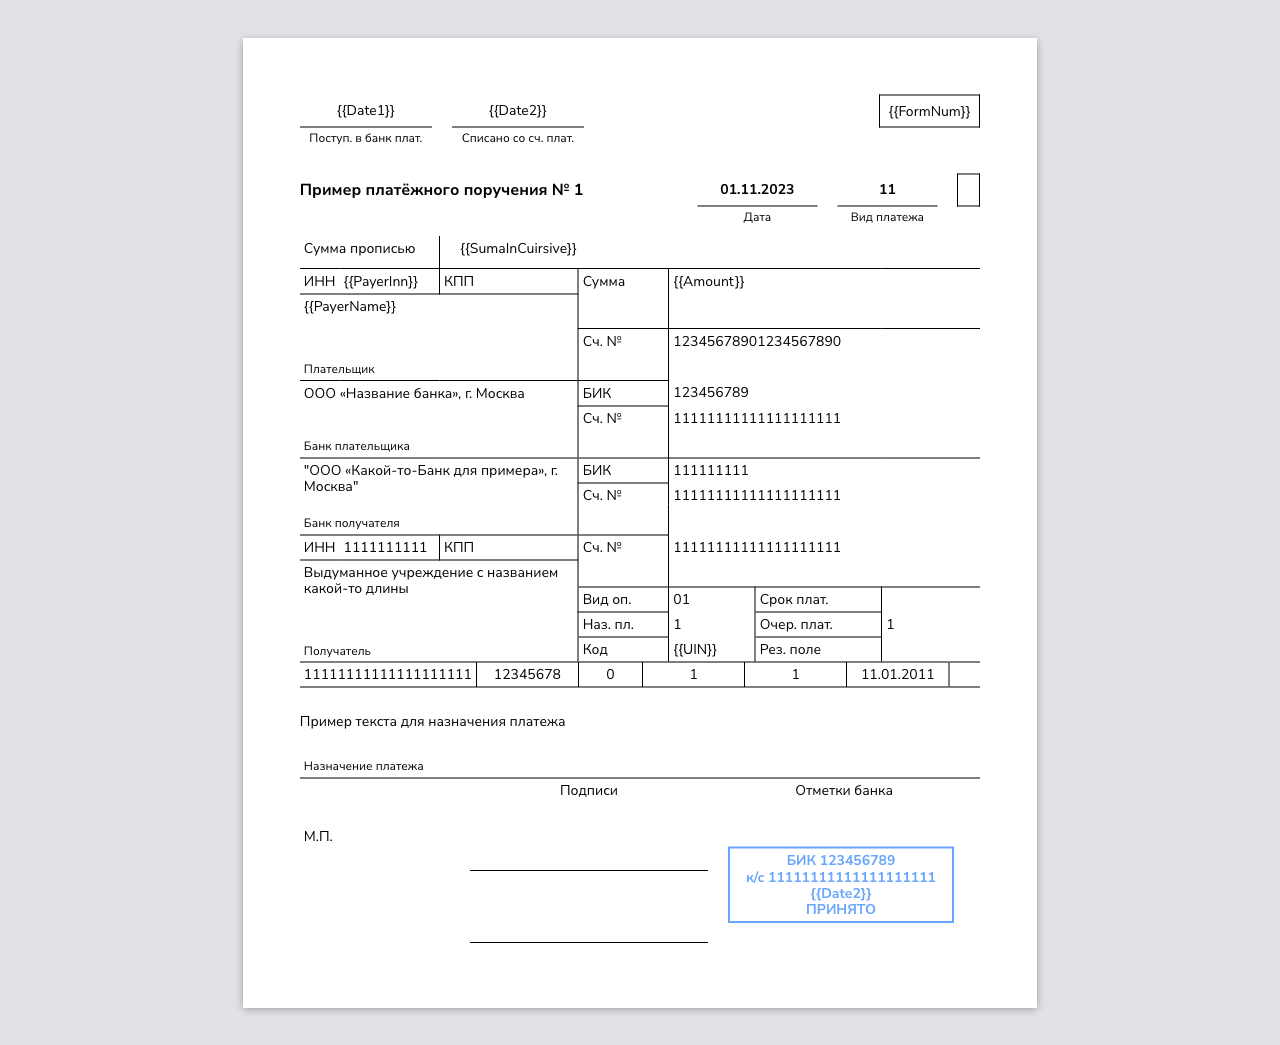 {{Date1}} {{Date2}} {{FormNum}}
Поступ. в банк плат. Списано со сч. плат.
Пример платёжного поручения № 1 01.11.2023 11
Дата Вид платежа
Сумма прописью {{SumaInCuirsive}}
ИНН {{PayerInn}} КПП Сумма {{Amount}}
{{PayerName}}
Сч. № 12345678901234567890
Плательщик
ООО «Название банка», г. Москва БИК 123456789
Сч. № 11111111111111111111
Банк плательщика
"ООО «Какой-то-Банк для примера», г. БИК 111111111
Москва" Сч. № 11111111111111111111
Банк получателя
ИНН 1111111111 КПП Сч. № 11111111111111111111
Выдуманное учреждение с названием
какой-то длины
Вид оп. 01 Срок плат.
Наз. пл. 1 Очер. плат. 1
Получатель Код {{UIN}} Рез. поле
11111111111111111111 12345678 0 1 1 11.01.2011
Пример текста для назначения платежа
Назначение платежа
Подписи Отметки банка
М.П.
БИК 123456789
к/с 11111111111111111111
{{Date2}}
ПРИНЯТО